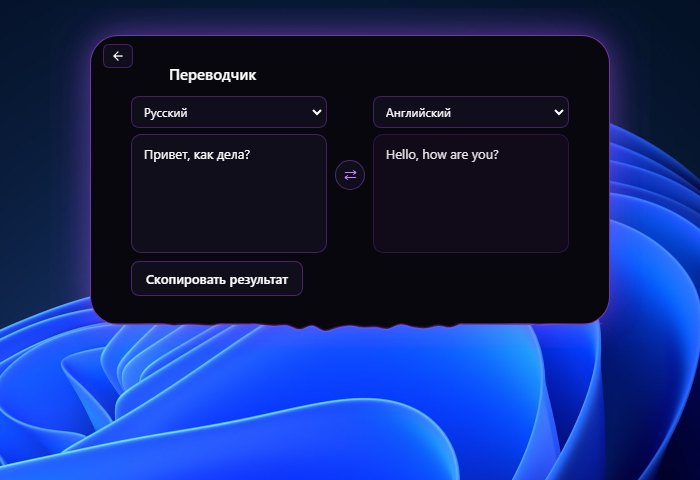 Переводчик
Русский
Английский
Привет, как дела?
Hello, how are you?
Скопировать результат